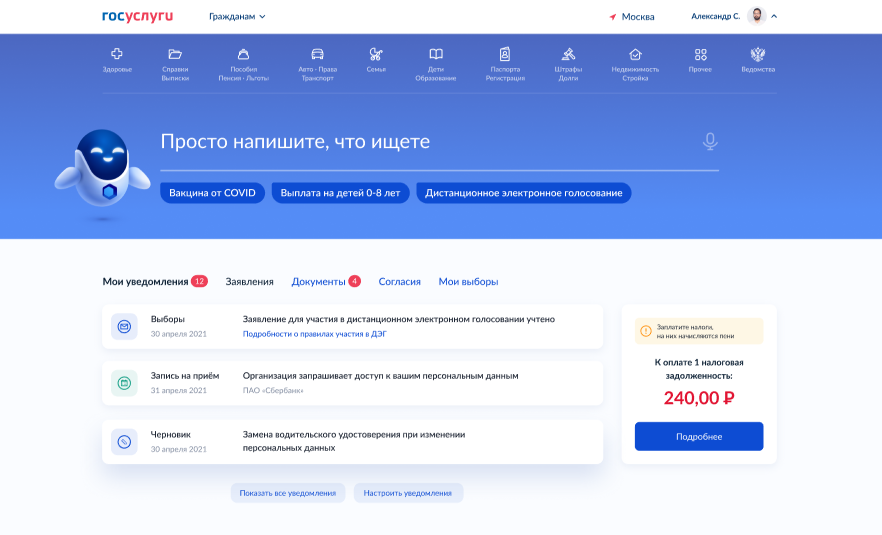 госуслуги
Гражданам
Москва
Александр С.
Здоровье
Справки
Выписки
Пособия
Пенсия · Льготы
Авто · Права
Транспорт
Семья
Дети
Образование
Паспорта
Регистрация
Штрафы
Долги
Недвижимость
Стройка
Прочее
Ведомства
Просто напишите, что ищете
Вакцина от COVID
Выплата на детей 0-8 лет
Дистанционное электронное голосование
Мои уведомления 12
Заявления
Документы 4
Согласия
Мои выборы
Выборы
30 апреля 2021
Заявление для участия в дистанционном электронном голосовании учтено
Подробности о правилах участия в ДЭГ
Запись на приём
31 апреля 2021
Организация запрашивает доступ к вашим персональным данным
ПАО «Сбербанк»
Черновик
30 апреля 2021
Замена водительского удостоверения при изменении
персональных данных
Показать все уведомления
Настроить уведомления
Заплатите налоги,
на них начисляются пени
К оплате 1 налоговая
задолженность:
240,00 ₽
Подробнее